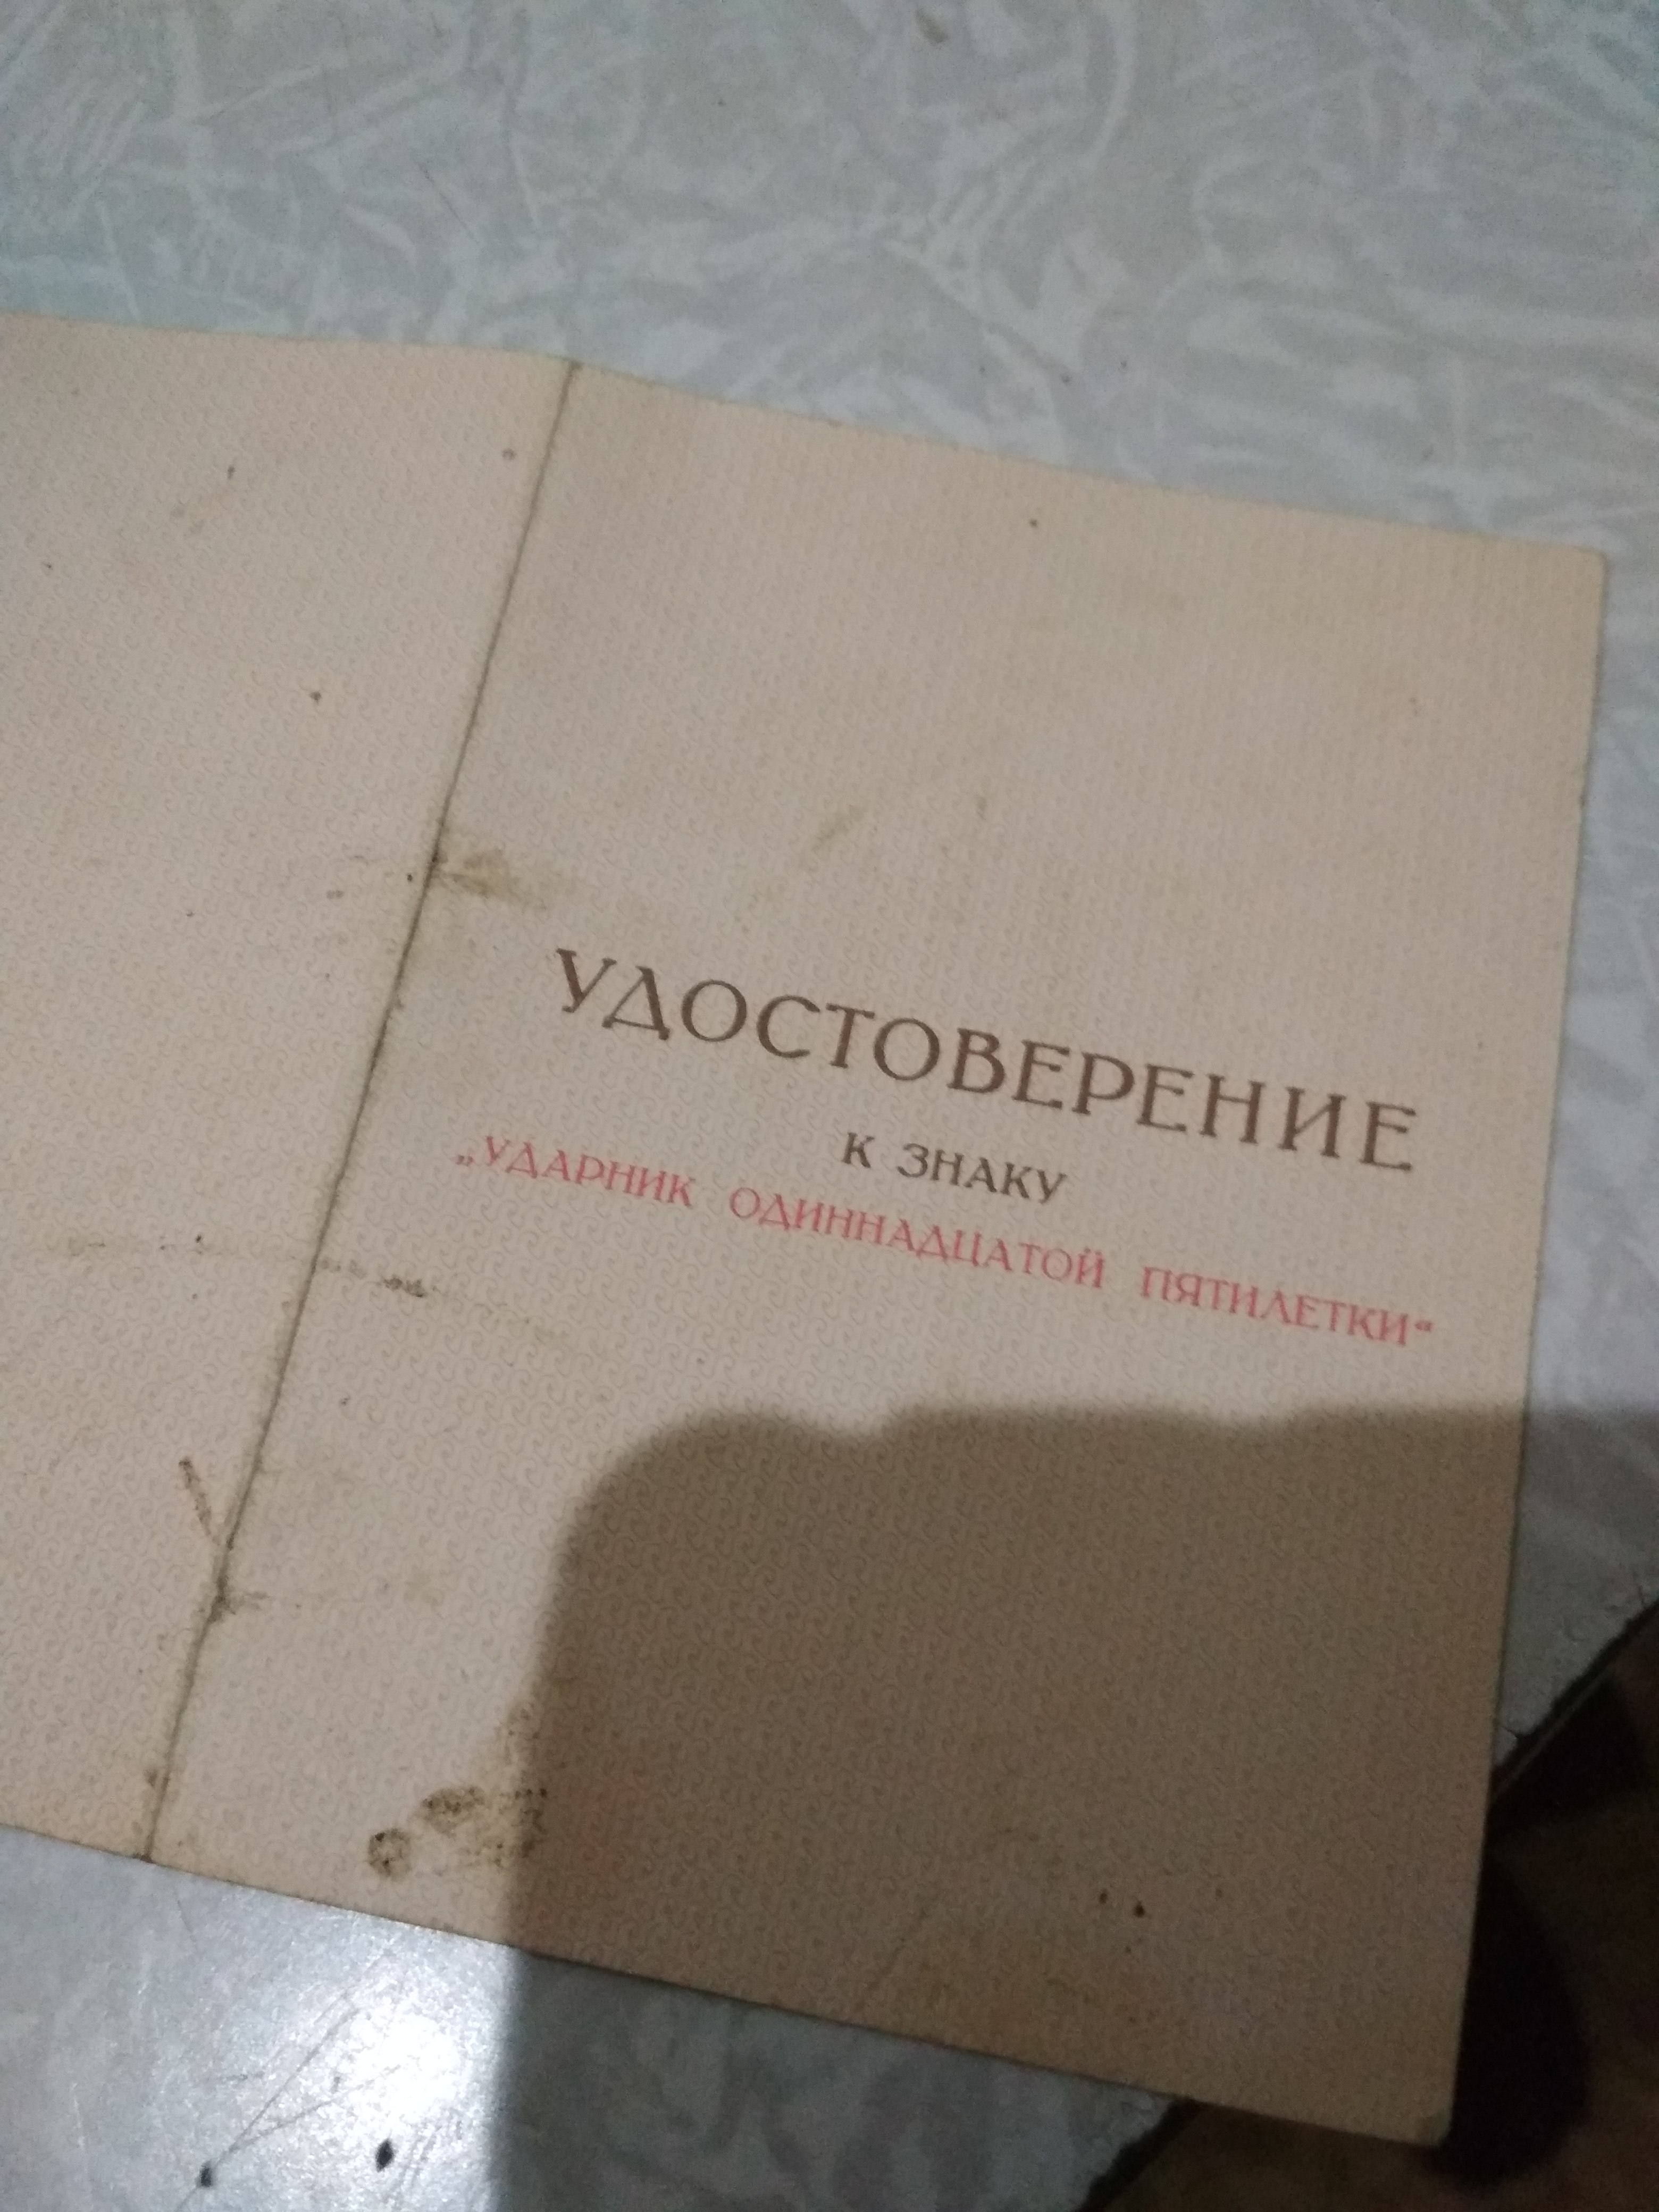 УДОСТОВЕРЕНИЕ
К ЗНАКУ
„УДАРНИК ОДИННАДЦАТОЙ ПЯТИЛЕТКИ“